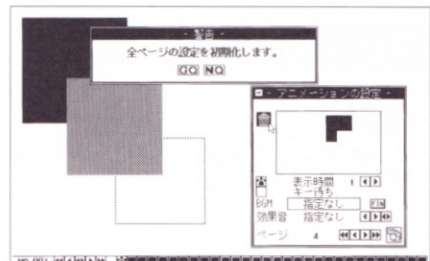 - 警告 -
全ページの設定を初期化します。
GO NO
- アニメーションの設定 -
表示時間 1
キー待ち
BGM 指定なし
効果音 指定なし
ページ 4